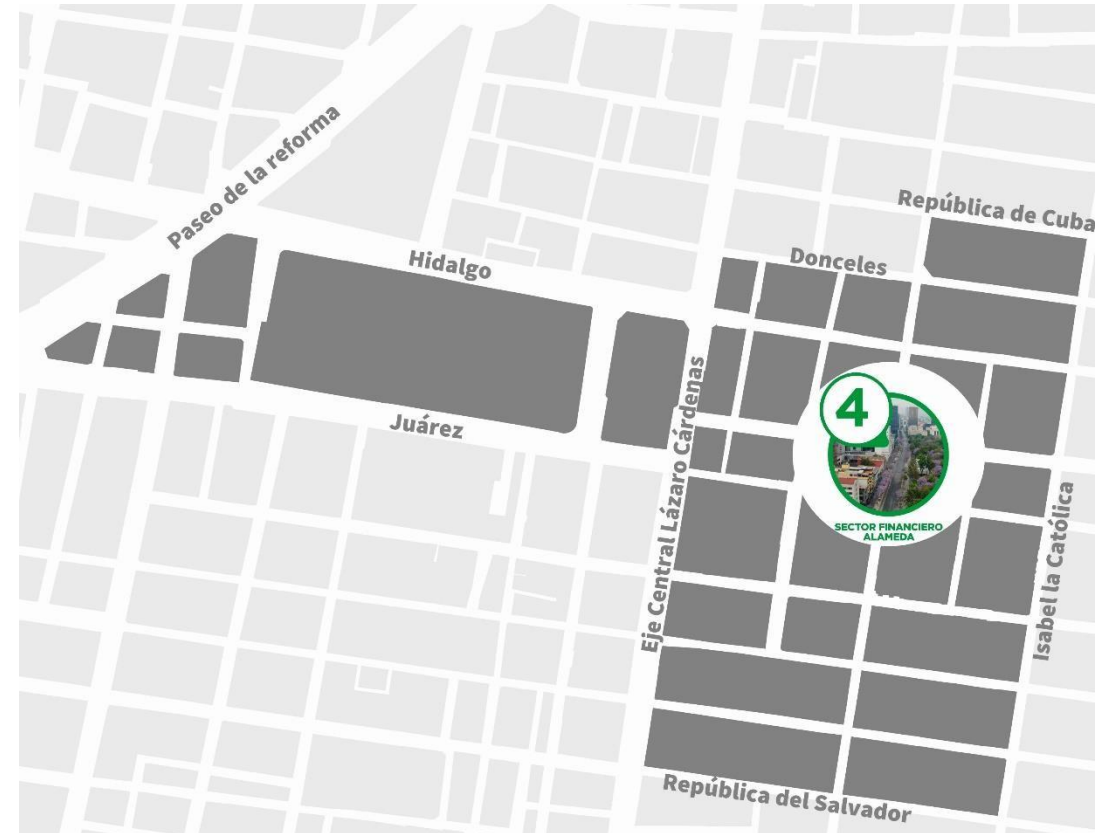 Paseo de la reforma
República de Cuba
Hidalgo
Donceles
Eje Central Lázaro Cárdenas
4
Juárez
SECTOR FINANCIERO
ALAMEDA
Isabel la Católica
República del Salvador